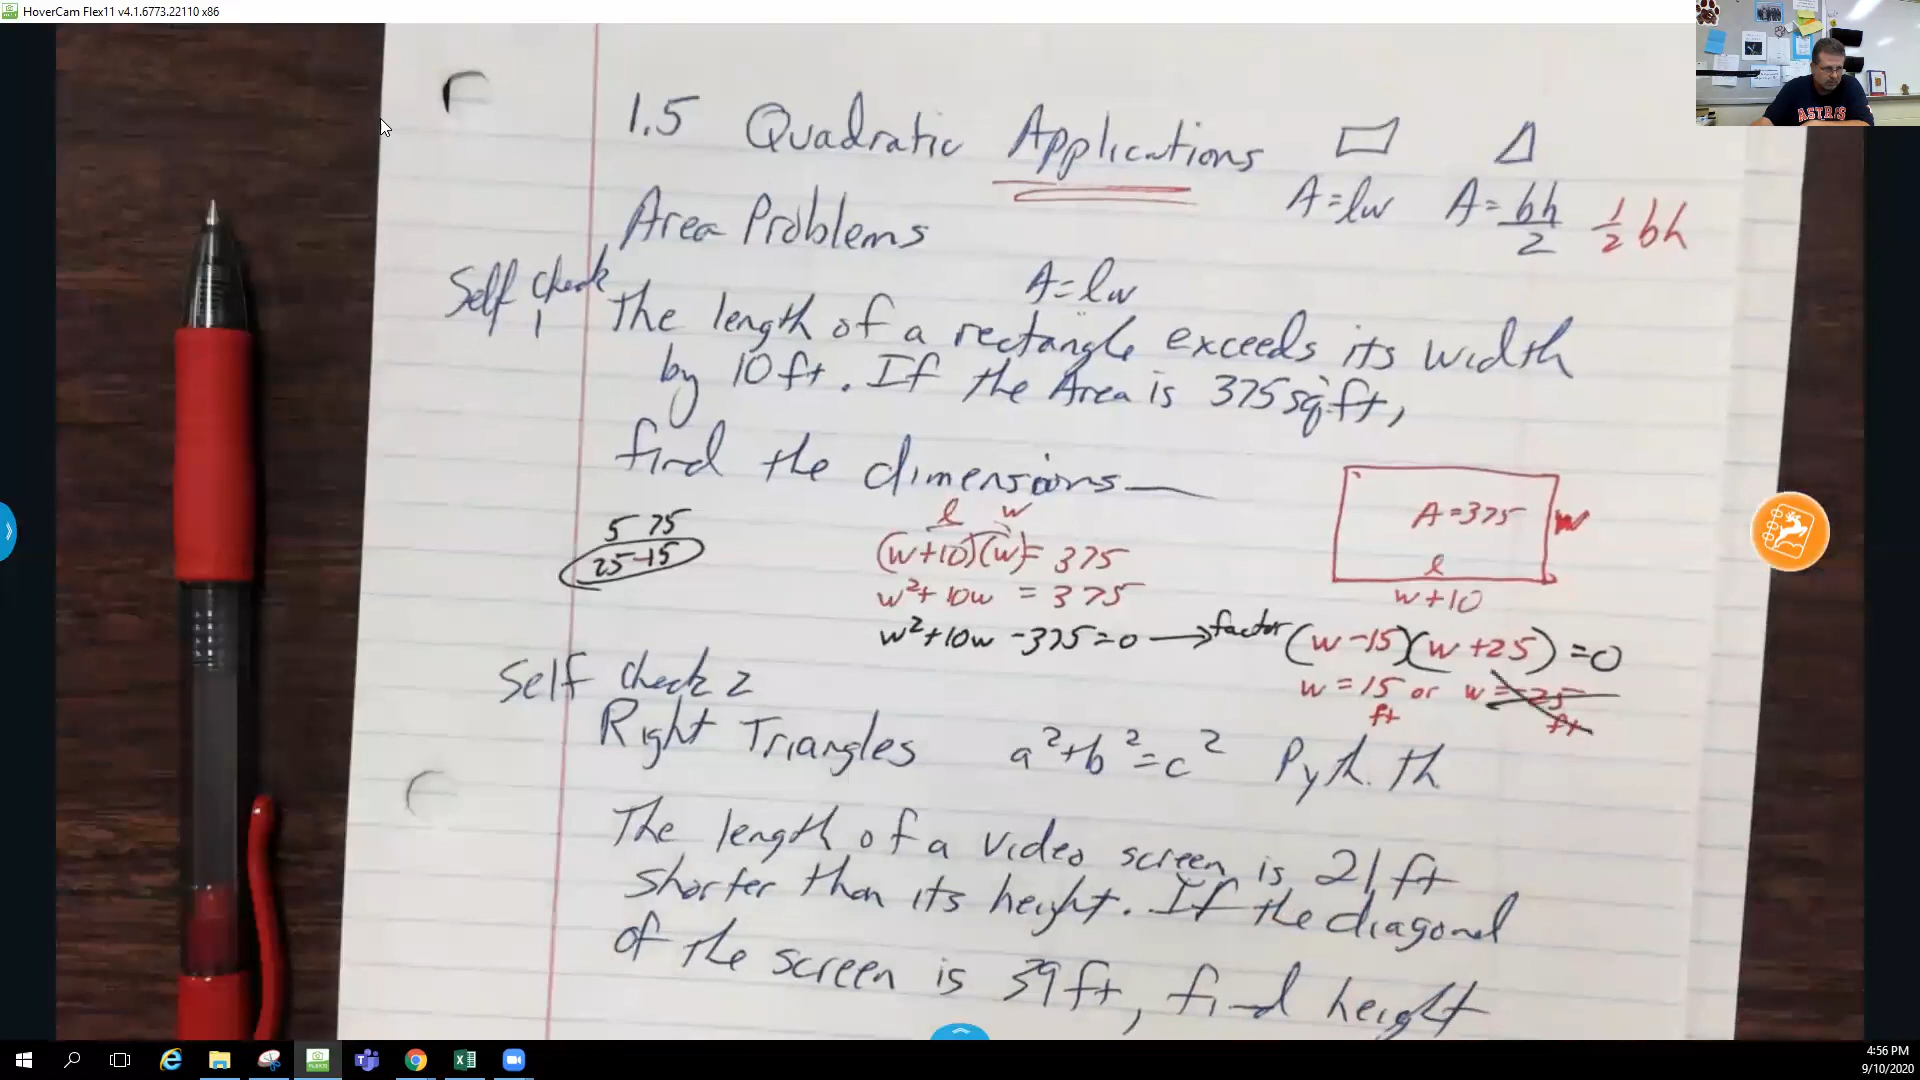 HoverCam Flex11 v4.1.6773.22110 x86
ASTROS
1.5 Quadratic Applications
A=lw A=bh/2 1/2 bh
Area Problems
Self Check 1
A=lw
The length of a rectangle exceeds its width
by 10ft. If the Area is 375 sq.ft,
find the dimensions
5 75
25-15
l w
(w+10)(w)=375
w²+10w = 375
w²+10w -375=0 → factor (w-15)(w+25)=0
w=15 or w=-25
ft ft
A=375 w
l
w+10
Self Check 2
Right Triangles a²+b²=c² Pyth. th
The length of a video screen is 21ft
shorter than its height. If the diagonal
of the screen is 39ft, find height
4:56 PM
9/10/2020